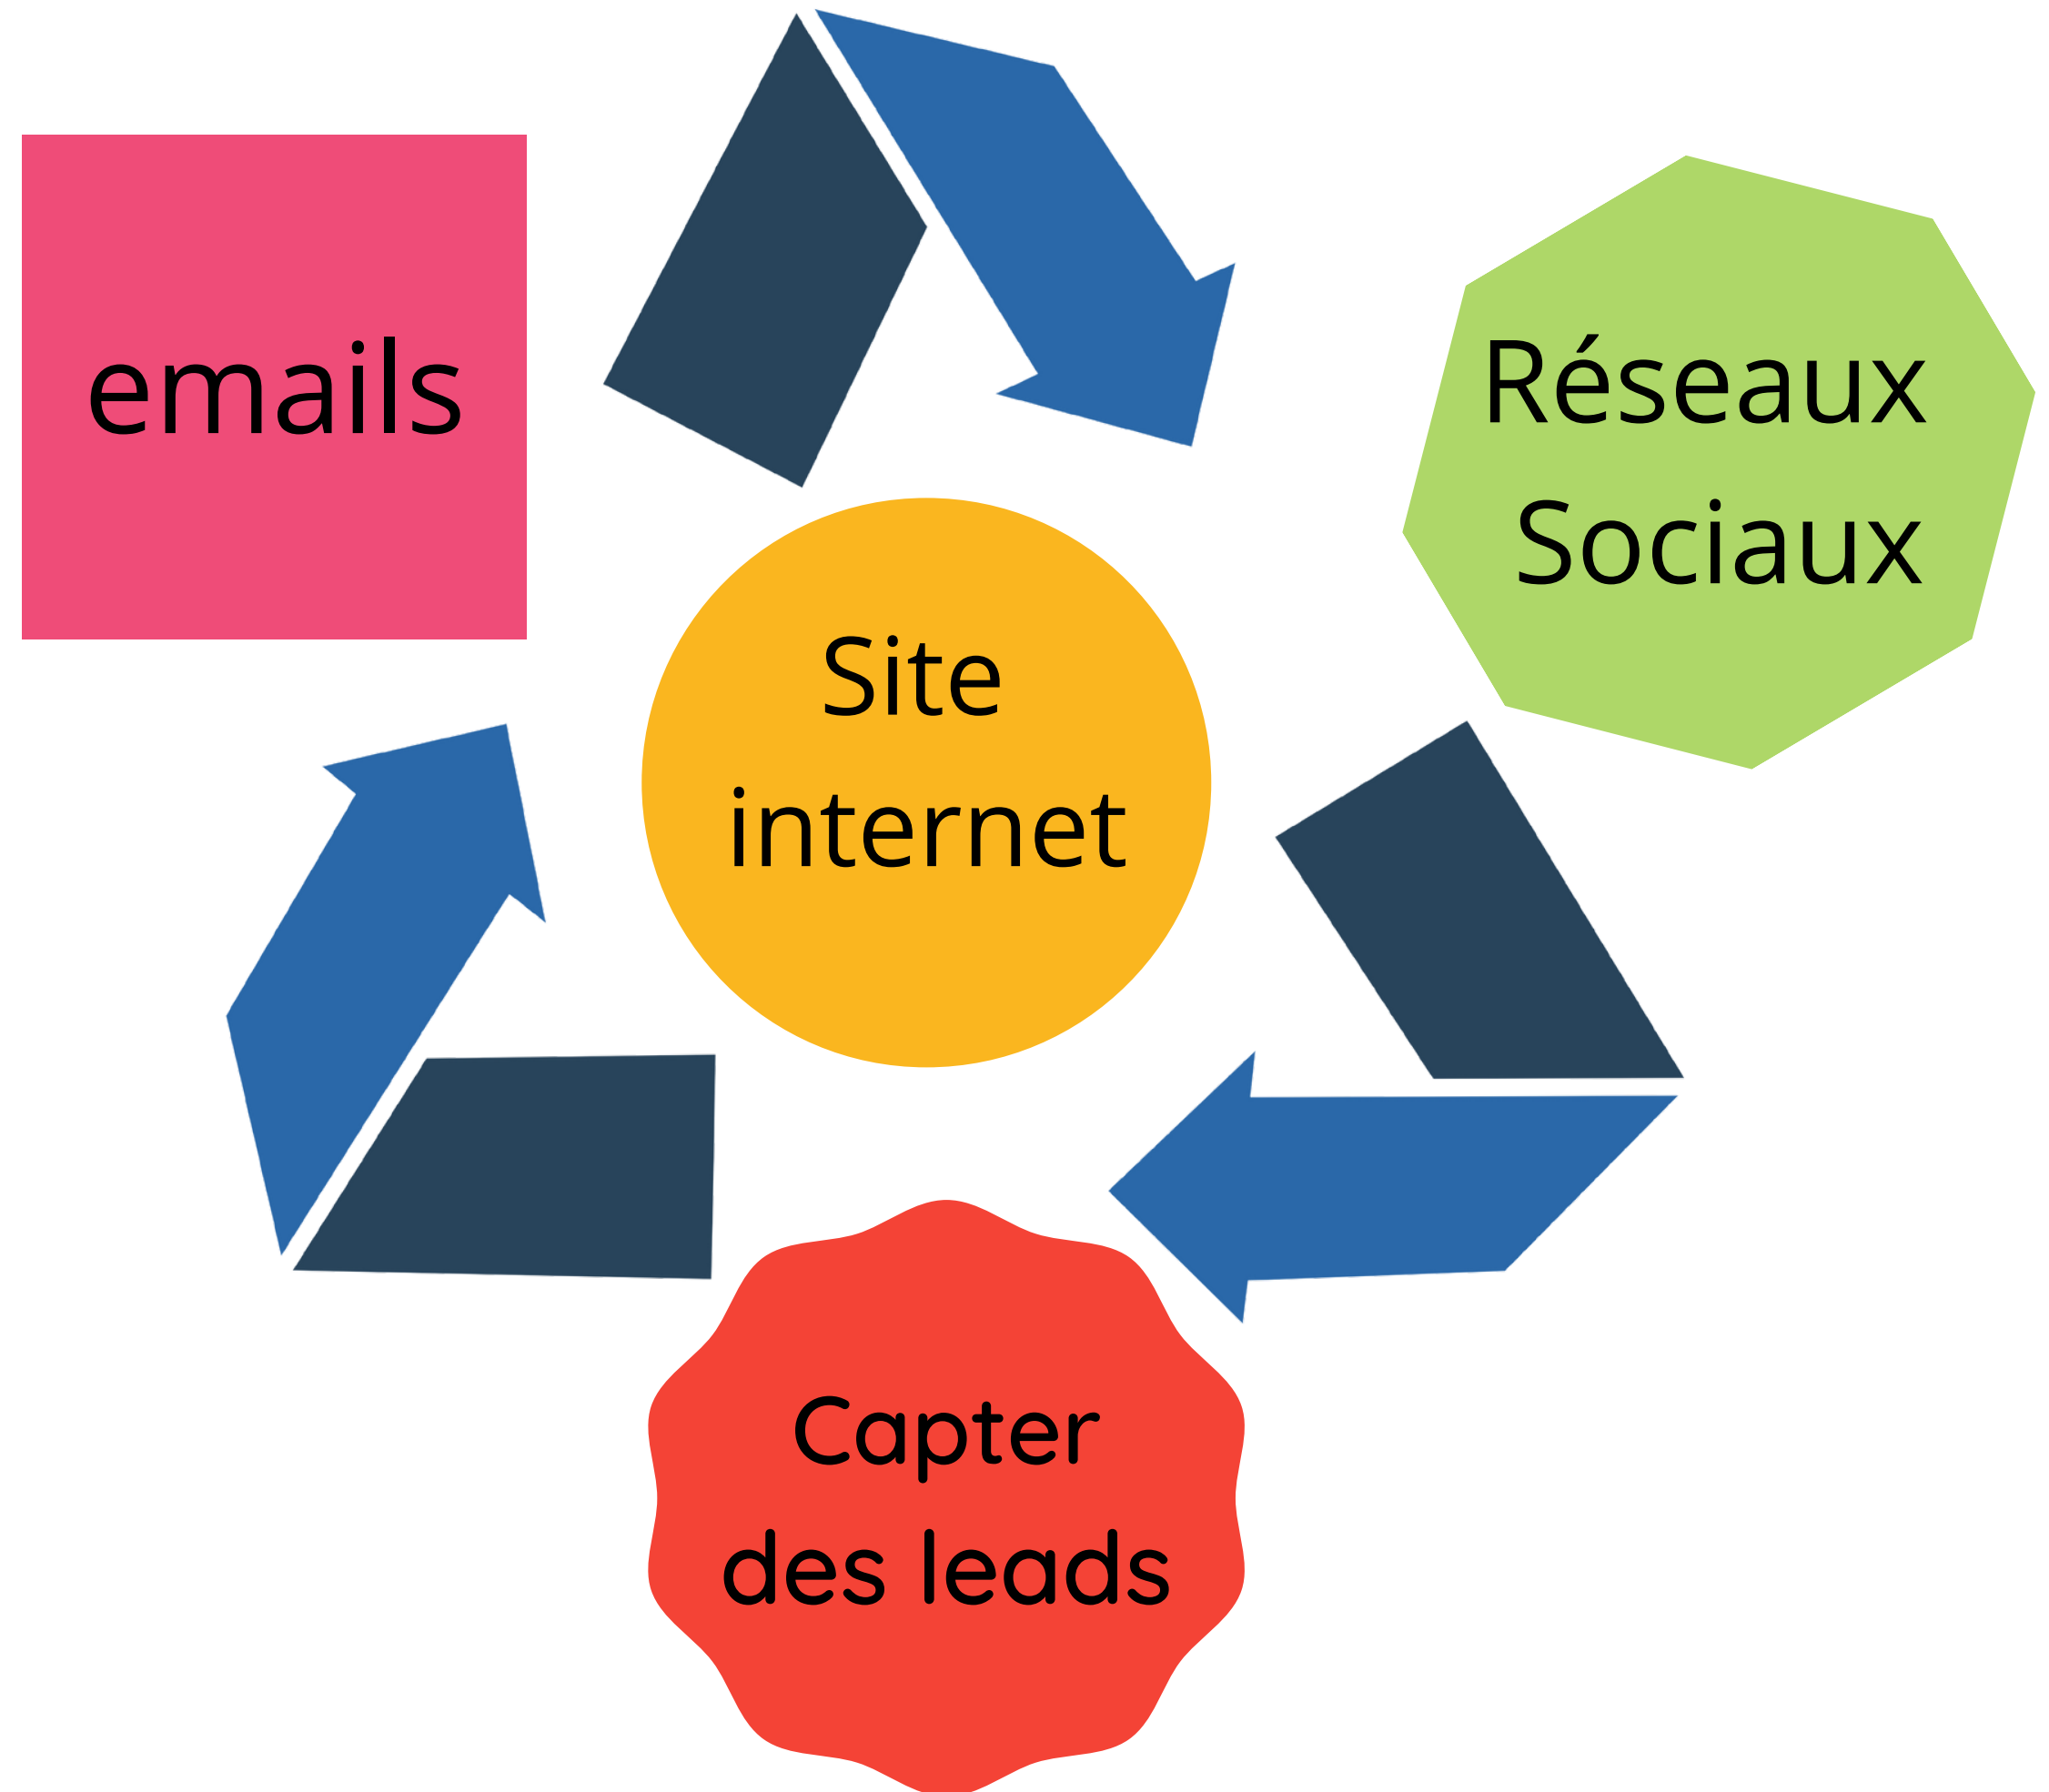 emails
Réseaux
Sociaux
Site
internet
Capter
des leads